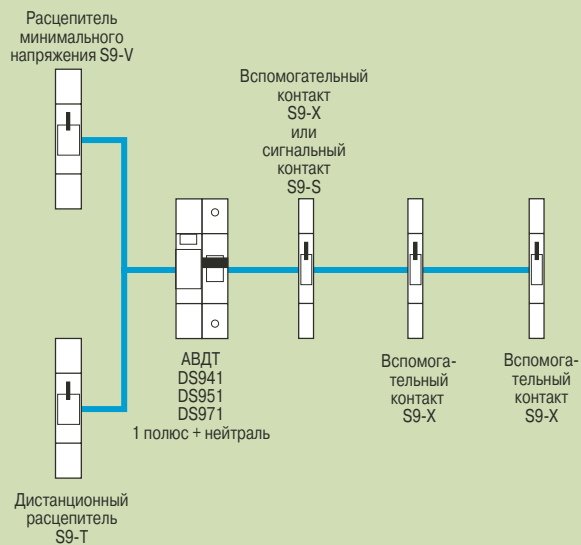 Расцепитель
минимального
напряжения S9-V
Вспомогательный
контакт
S9-X
или
сигнальный
контакт
S9-S
АВДТ
DS941
DS951
DS971
1 полюс + нейтраль
Вспомога-
тельный
контакт
S9-X
Вспомога-
тельный
контакт
S9-X
Дистанционный
расцепитель
S9-T